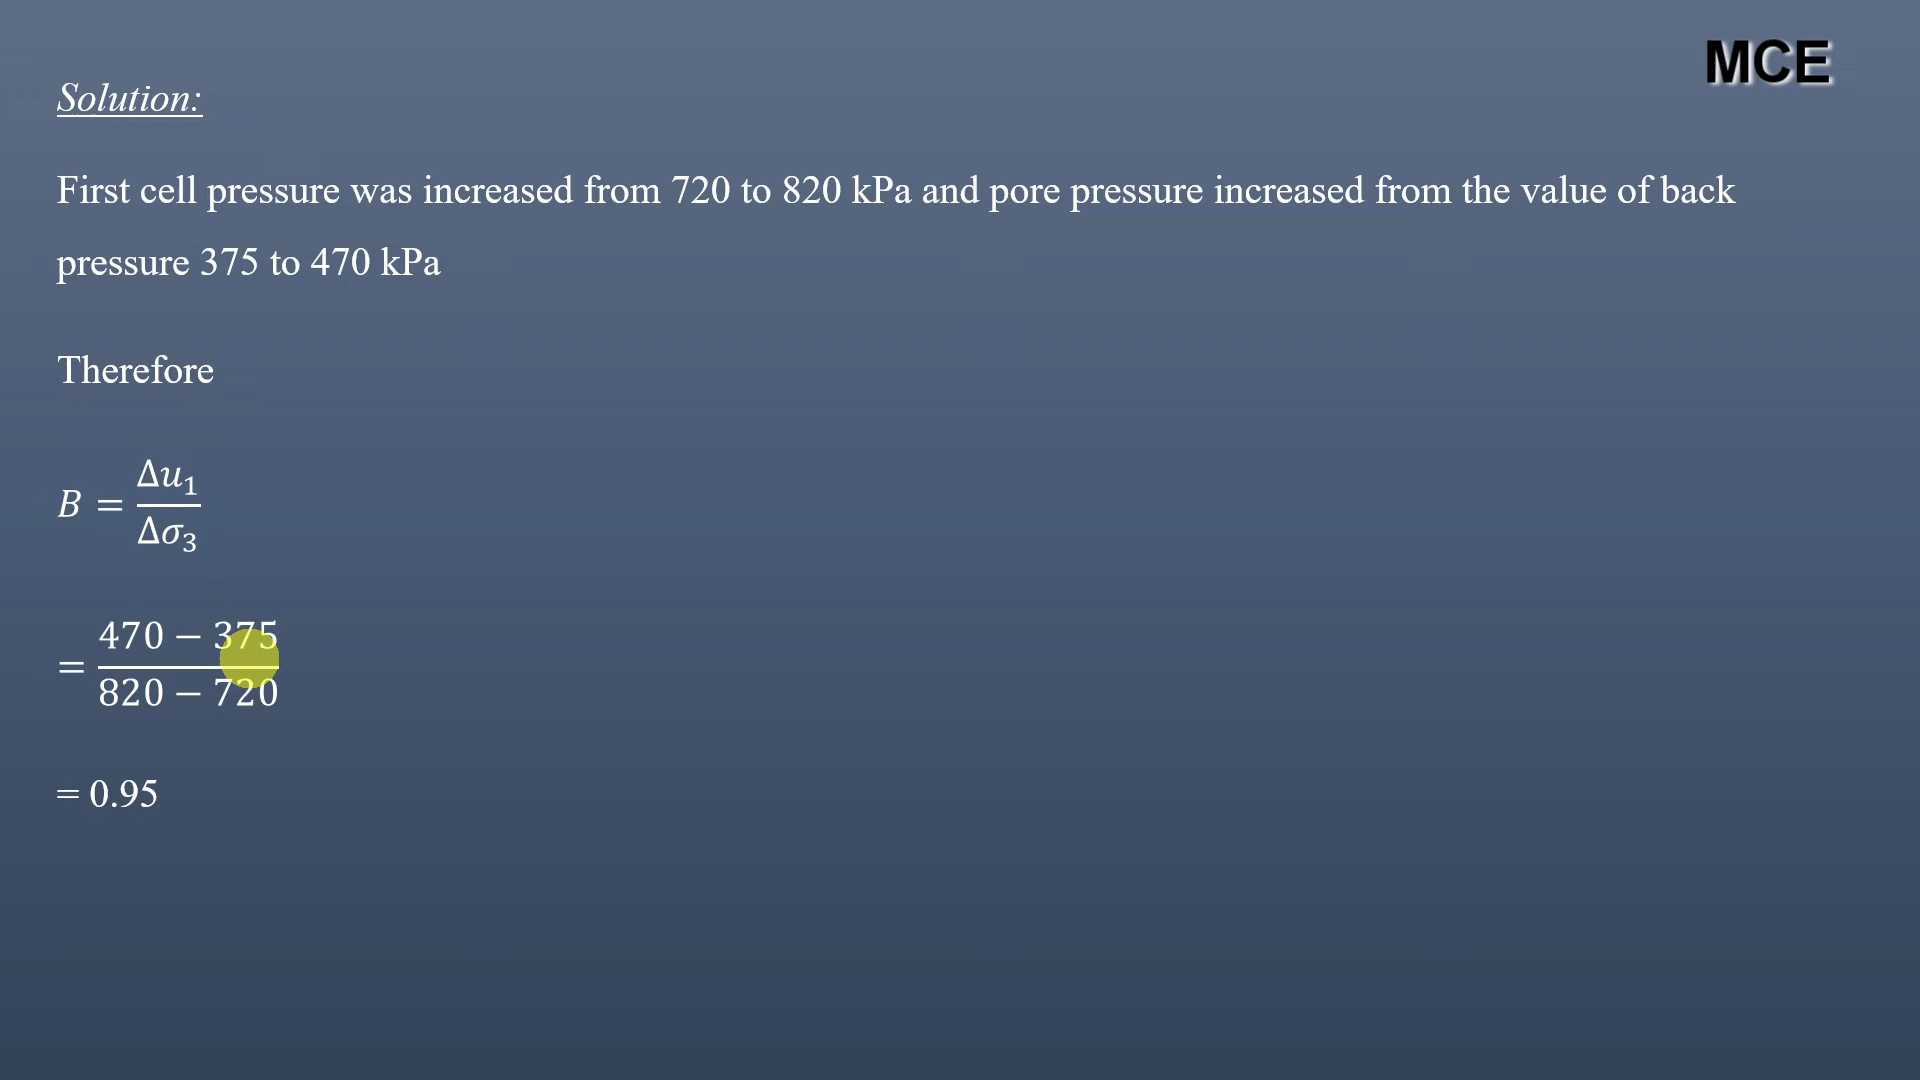 MCE
Solution:
First cell pressure was increased from 720 to 820 kPa and pore pressure increased from the value of back
pressure 375 to 470 kPa
Therefore
B = Δu₁/Δσ₃
= (470 − 375)/(820 − 720)
= 0.95